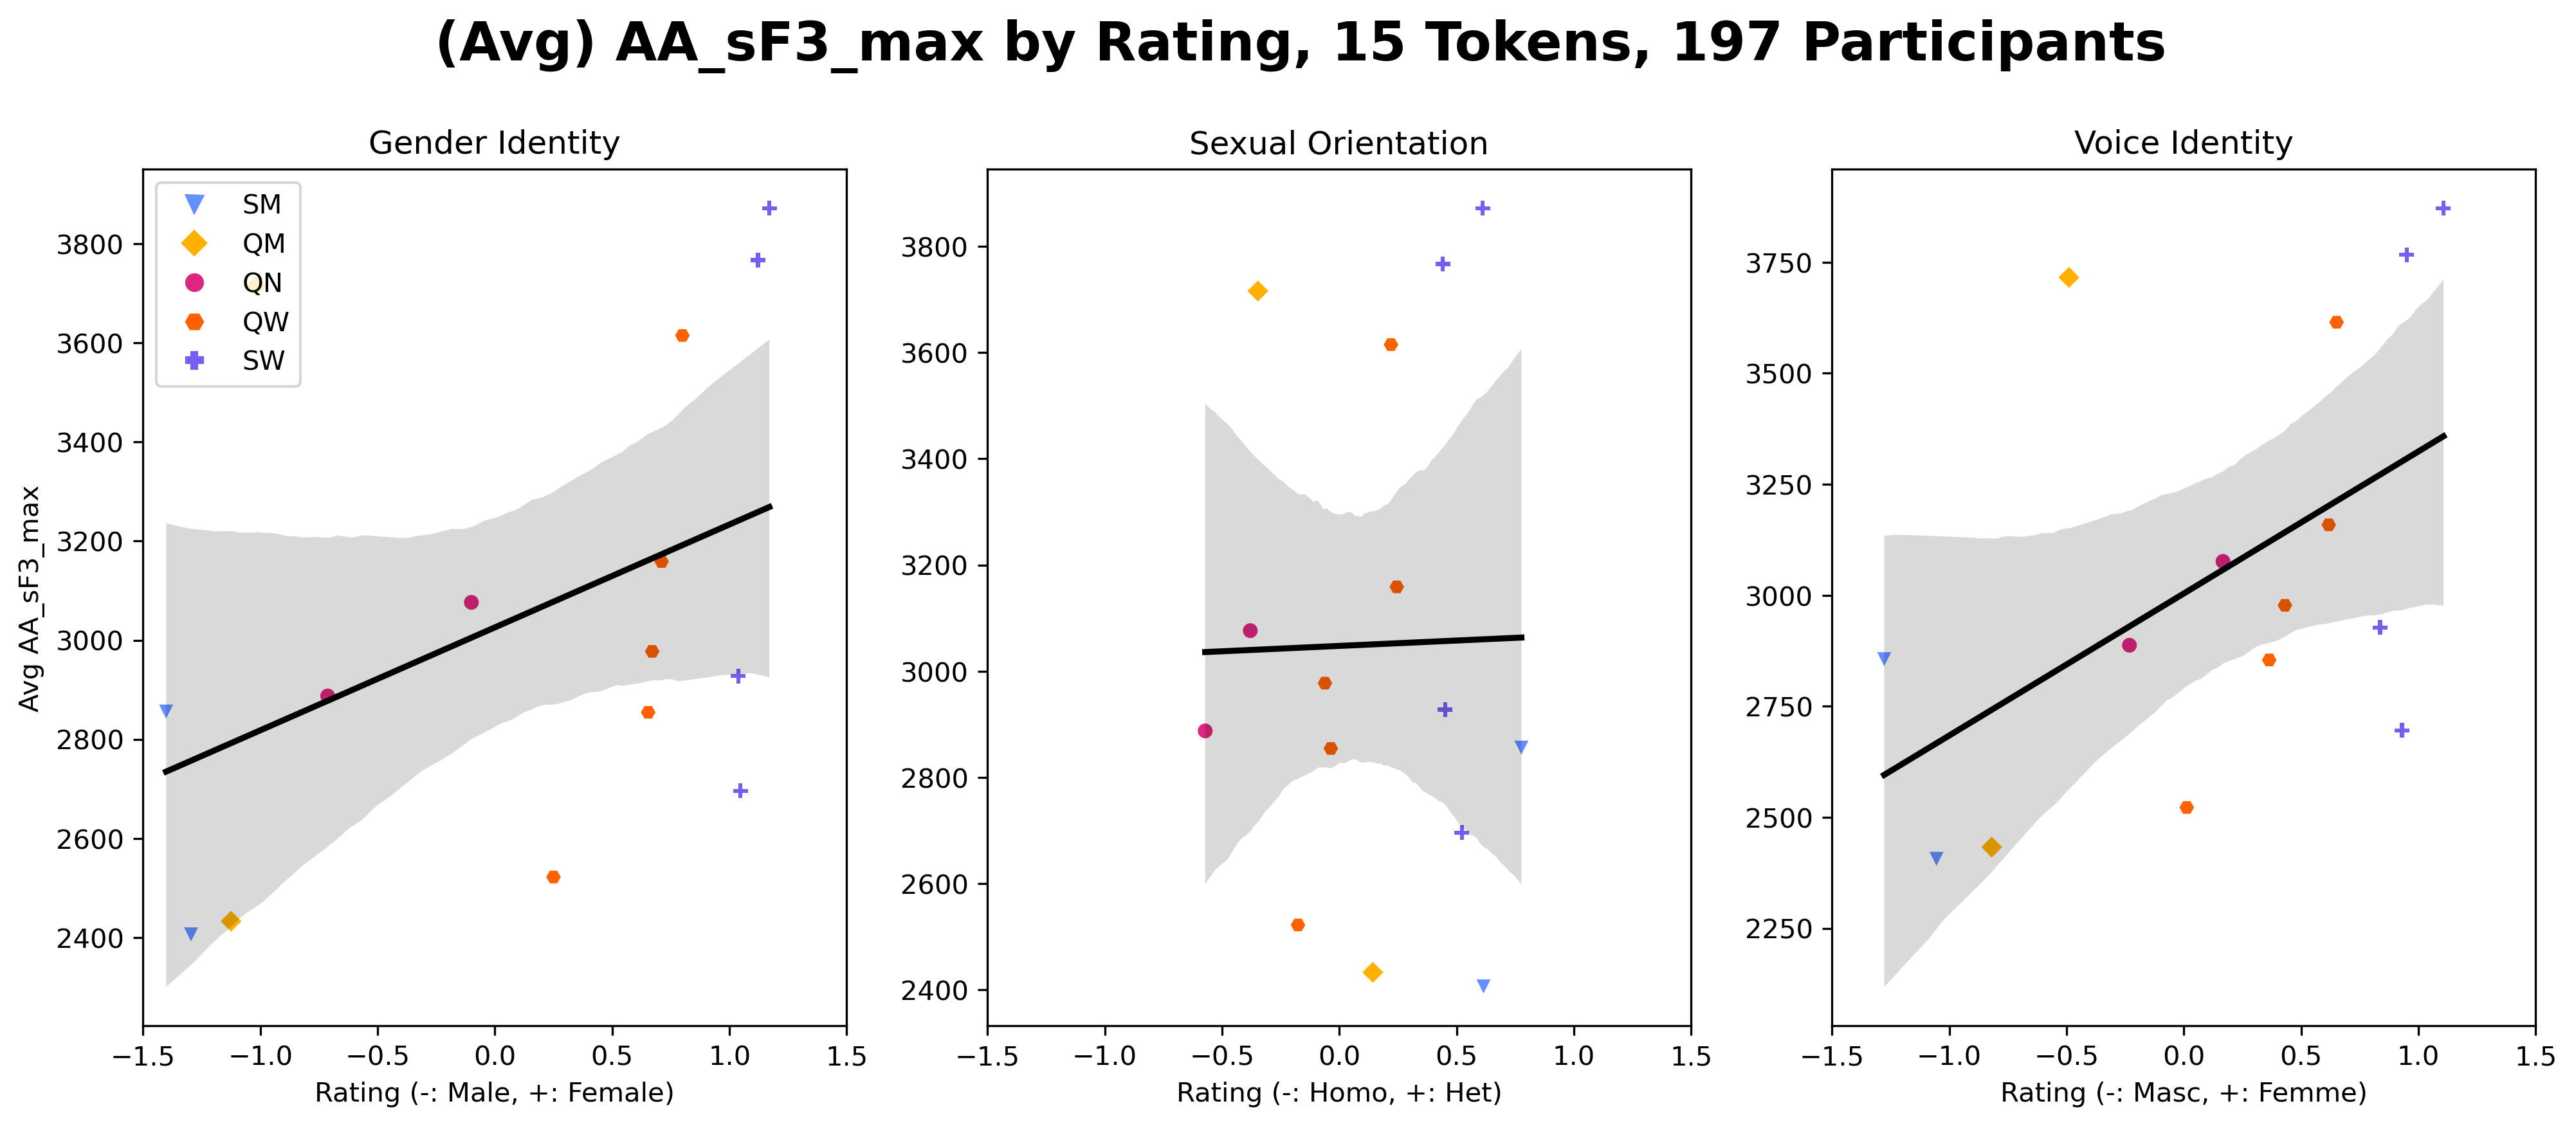 (Avg) AA_sF3_max by Rating, 15 Tokens, 197 Participants
Gender Identity
SM
QM
QN
QW
SW
Avg AA_sF3_max
3800
3600
3400
3200
3000
2800
2600
2400
−1.5 −1.0 −0.5 0.0 0.5 1.0 1.5
Rating (-: Male, +: Female)
Sexual Orientation
3800
3600
3400
3200
3000
2800
2600
2400
−1.5 −1.0 −0.5 0.0 0.5 1.0 1.5
Rating (-: Homo, +: Het)
Voice Identity
3750
3500
3250
3000
2750
2500
2250
−1.5 −1.0 −0.5 0.0 0.5 1.0 1.5
Rating (-: Masc, +: Femme)